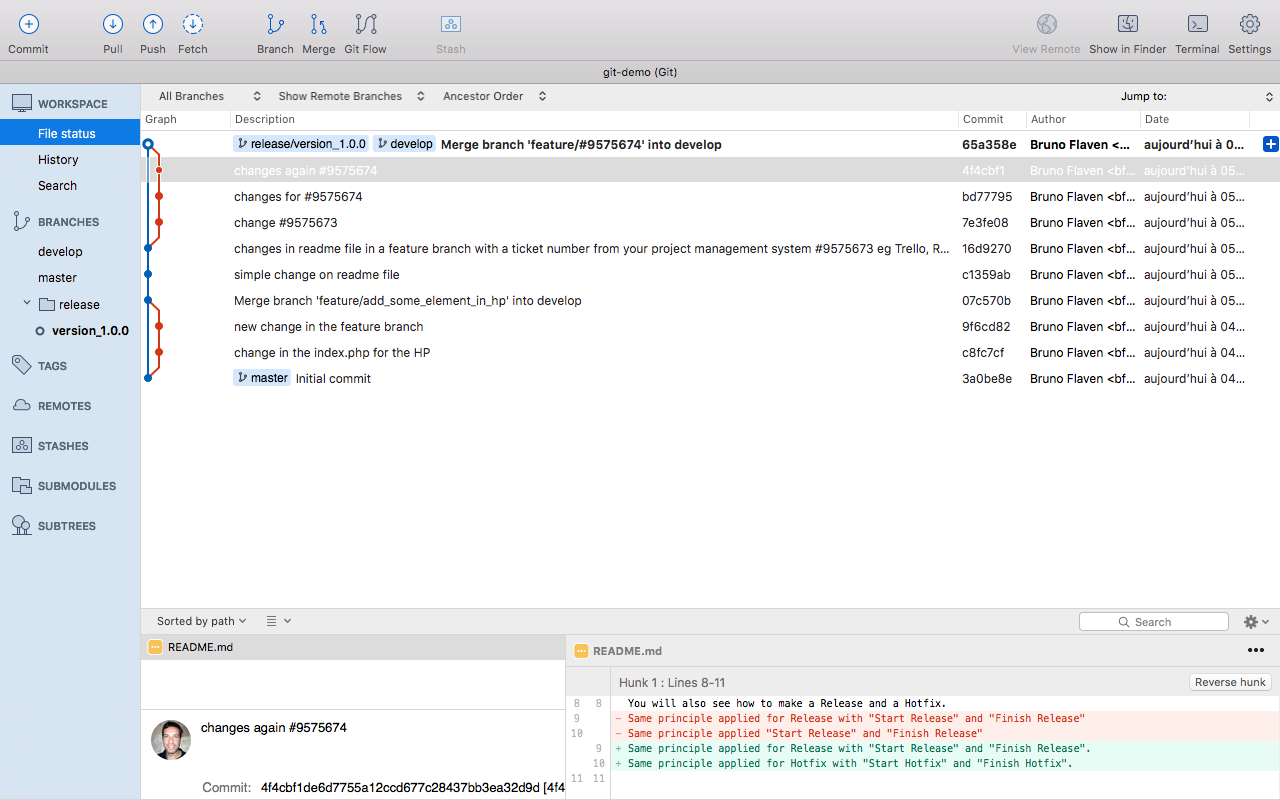 Commit Pull Push Fetch Branch Merge Git Flow Stash View Remote Show in Finder Terminal Settings
git-demo (Git)
WORKSPACE
File status
History
Search
BRANCHES
develop
master
release
version_1.0.0
TAGS
REMOTES
STASHES
SUBMODULES
SUBTREES
All Branches Show Remote Branches Ancestor Order Jump to:
Graph Description Commit Author Date
release/version_1.0.0 develop Merge branch 'feature/#9575674' into develop 65a358e Bruno Flaven <... aujourd'hui à 0...
changes again #9575674 4f4cbf1 Bruno Flaven <bf... aujourd'hui à 05...
changes for #9575674 bd77795 Bruno Flaven <bf... aujourd'hui à 05...
change #9575673 7e3fe08 Bruno Flaven <bf... aujourd'hui à 05...
changes in readme file in a feature branch with a ticket number from your project management system #9575673 eg Trello, R... 16d9270 Bruno Flaven <bf... aujourd'hui à 05...
simple change on readme file c1359ab Bruno Flaven <bf... aujourd'hui à 05...
Merge branch 'feature/add_some_element_in_hp' into develop 07c570b Bruno Flaven <bf... aujourd'hui à 05...
new change in the feature branch 9f6cd82 Bruno Flaven <bf... aujourd'hui à 04...
change in the index.php for the HP c8fc7cf Bruno Flaven <bf... aujourd'hui à 04...
master Initial commit 3a0be8e Bruno Flaven <bf... aujourd'hui à 04...
Sorted by path Search
README.md
changes again #9575674
Commit: 4f4cbf1de6d7755a12ccd677c28437bb3ea32d9d [4f4
README.md
Hunk 1 : Lines 8-11 Reverse hunk
8 8 You will also see how to make a Release and a Hotfix.
9 - Same principle applied for Release with "Start Release" and "Finish Release"
10 - Same principle applied "Start Release" and "Finish Release"
9 + Same principle applied for Release with "Start Release" and "Finish Release".
10 + Same principle applied for Hotfix with "Start Hotfix" and "Finish Hotfix".
11 11